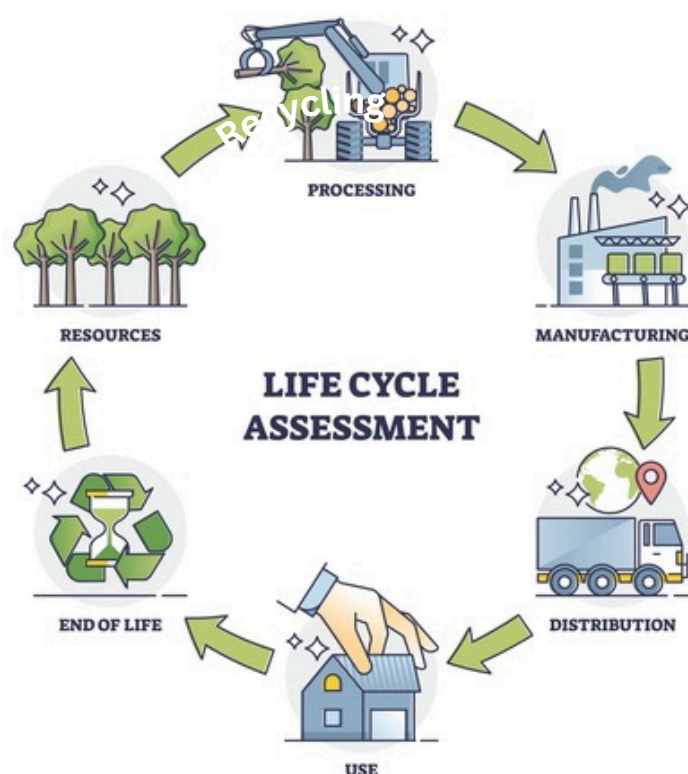 Recycling
PROCESSING
RESOURCES
MANUFACTURING
LIFE CYCLE
ASSESSMENT
END OF LIFE
DISTRIBUTION
USE